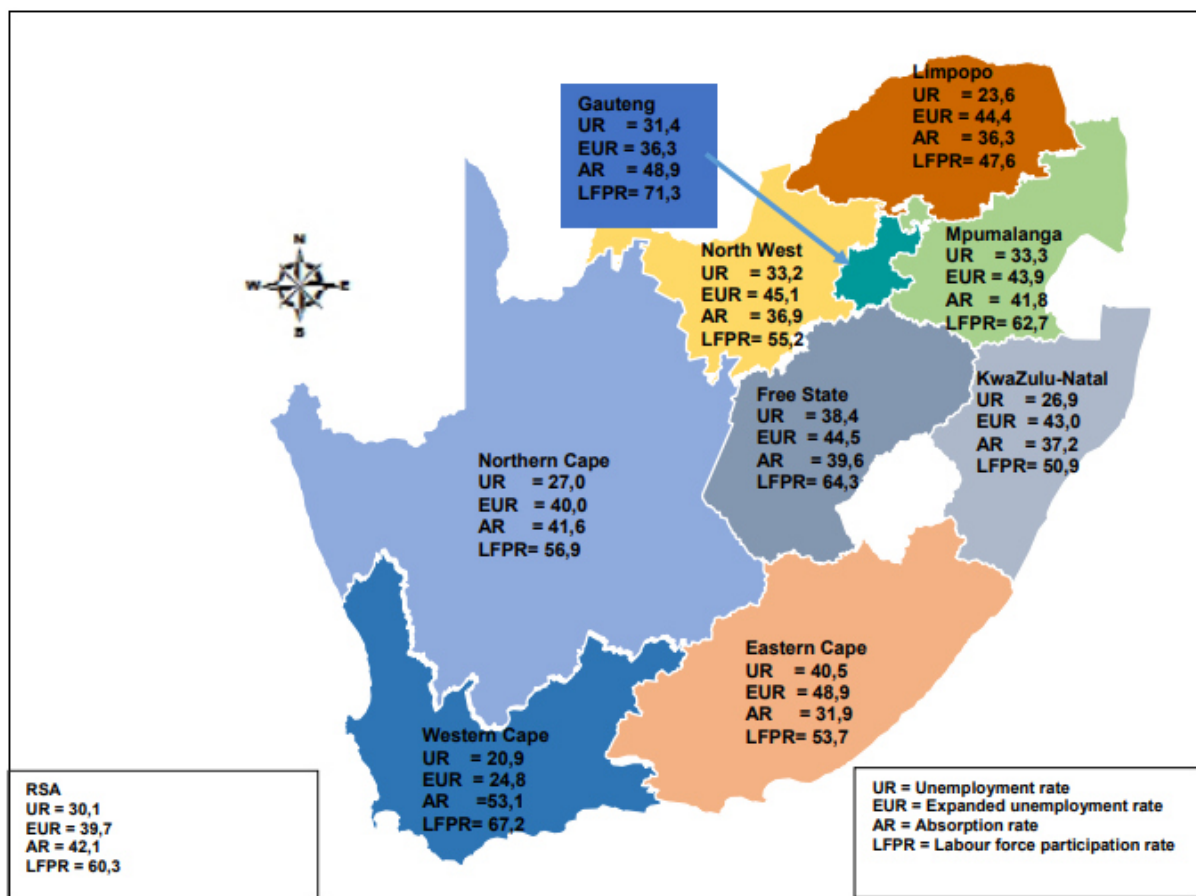 Limpopo
UR = 23,6
EUR = 44,4
AR = 36,3
LFPR= 47,6
Gauteng
UR = 31,4
EUR = 36,3
AR = 48,9
LFPR= 71,3
N
W
E
S
North West
UR = 33,2
EUR = 45,1
AR = 36,9
LFPR= 55,2
Mpumalanga
UR = 33,3
EUR = 43,9
AR = 41,8
LFPR= 62,7
KwaZulu-Natal
UR = 26,9
EUR = 43,0
AR = 37,2
LFPR= 50,9
Free State
UR = 38,4
EUR = 44,5
AR = 39,6
LFPR= 64,3
Northern Cape
UR = 27,0
EUR = 40,0
AR = 41,6
LFPR= 56,9
Eastern Cape
UR = 40,5
EUR = 48,9
AR = 31,9
LFPR= 53,7
Western Cape
UR = 20,9
EUR = 24,8
AR =53,1
LFPR= 67,2
RSA
UR = 30,1
EUR = 39,7
AR = 42,1
LFPR = 60,3
UR = Unemployment rate
EUR = Expanded unemployment rate
AR = Absorption rate
LFPR = Labour force participation rate